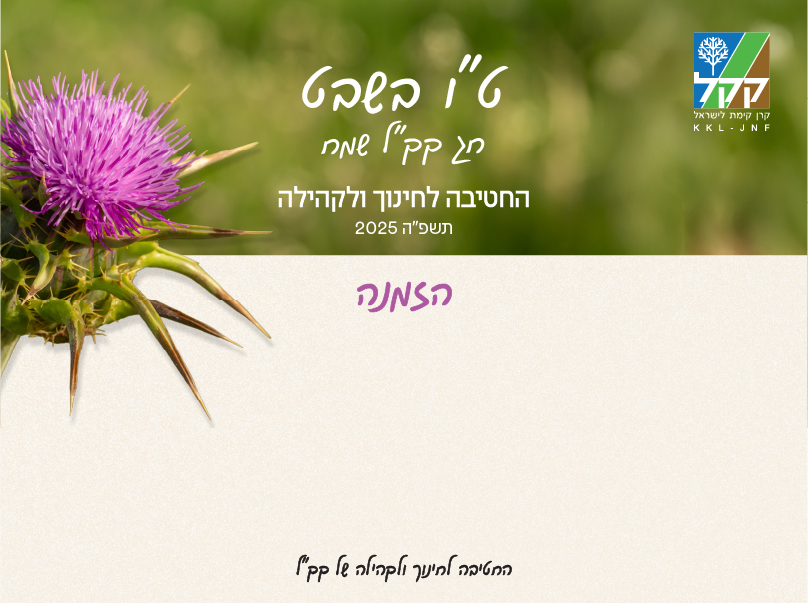 ט"ו בשבט
חג קק"ל שמח
החטיבה לחינוך ולקהילה
תשפ"ה 2025
קקל
קרן קימת לישראל
KKL-JNF
הזמנה
החטיבה לחינוך ולקהילה של קק"ל